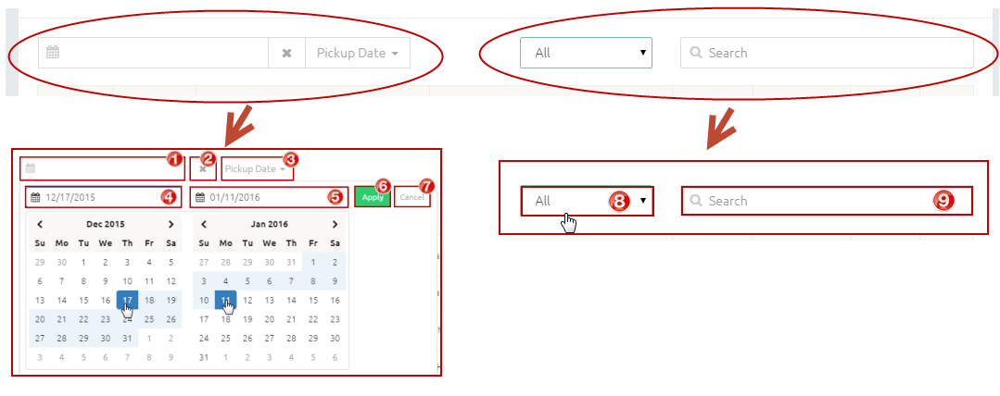 Pickup Date
All
Search
1 2 3
Pickup Date
12/17/2015 4 01/11/2016 5 6 Apply 7 Cancel
Dec 2015 Jan 2016
Su Mo Tu We Th Fr Sa Su Mo Tu We Th Fr Sa
29 30 1 2 3 4 5 27 28 29 30 31 1 2
6 7 8 9 10 11 12 3 4 5 6 7 8 9
13 14 15 16 17 18 19 10 11 12 13 14 15 16
20 21 22 23 24 25 26 17 18 19 20 21 22 23
27 28 29 30 31 1 2 24 25 26 27 28 29 30
3 4 5 6 7 8 9 31 1 2 3 4 5 6
All 8
Search 9